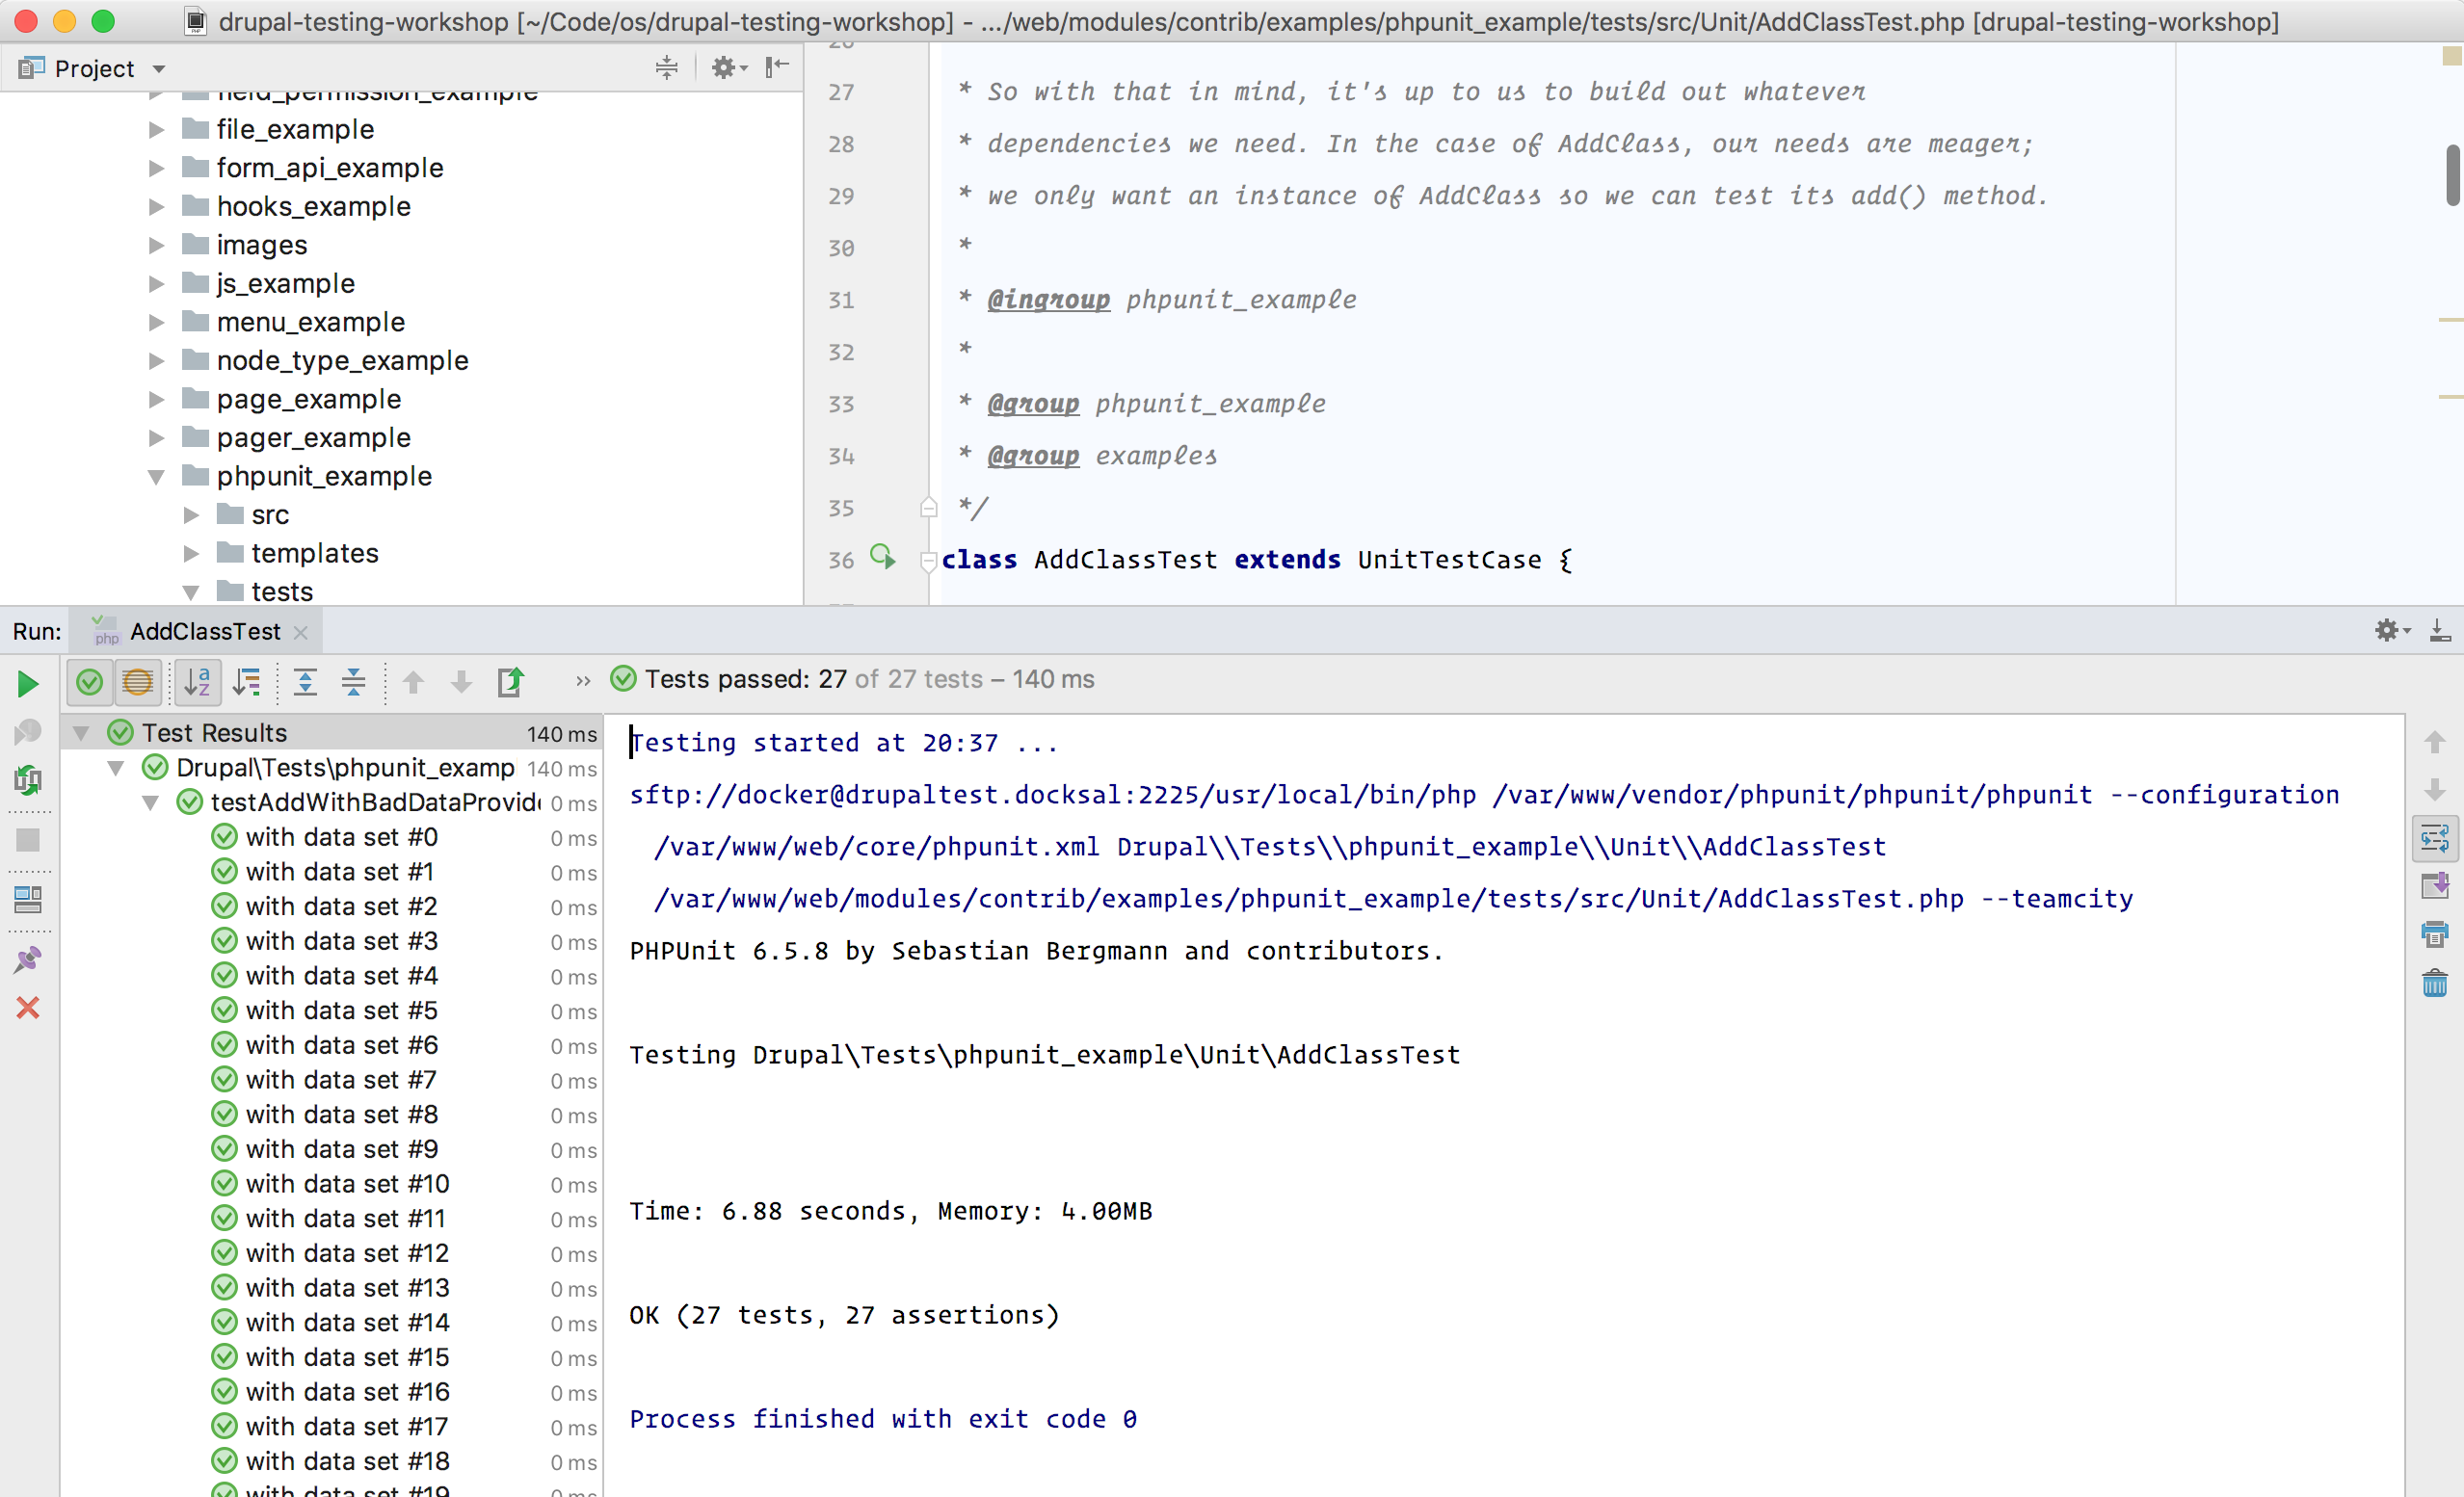 drupal-testing-workshop [~/Code/os/drupal-testing-workshop] - .../web/modules/contrib/examples/phpunit_example/tests/src/Unit/AddClassTest.php [drupal-testing-workshop]
Project
field_permission_example
file_example
form_api_example
hooks_example
images
js_example
menu_example
node_type_example
page_example
pager_example
phpunit_example
src
templates
tests
27 * So with that in mind, it's up to us to build out whatever
28 * dependencies we need. In the case of AddClass, our needs are meager;
29 * we only want an instance of AddClass so we can test its add() method.
30 *
31 * @ingroup phpunit_example
32 *
33 * @group phpunit_example
34 * @group examples
35 */
36 class AddClassTest extends UnitTestCase {
Run: php AddClassTest
Tests passed: 27 of 27 tests – 140 ms
Test Results 140 ms
Drupal\Tests\phpunit_examp 140 ms
testAddWithBadDataProvid 0 ms
with data set #0 0 ms
with data set #1 0 ms
with data set #2 0 ms
with data set #3 0 ms
with data set #4 0 ms
with data set #5 0 ms
with data set #6 0 ms
with data set #7 0 ms
with data set #8 0 ms
with data set #9 0 ms
with data set #10 0 ms
with data set #11 0 ms
with data set #12 0 ms
with data set #13 0 ms
with data set #14 0 ms
with data set #15 0 ms
with data set #16 0 ms
with data set #17 0 ms
with data set #18 0 ms
with data set #19 0 ms
Testing started at 20:37 ...
sftp://docker@drupaltest.docksal:2225/usr/local/bin/php /var/www/vendor/phpunit/phpunit/phpunit --configuration
/var/www/web/core/phpunit.xml Drupal\\Tests\\phpunit_example\\Unit\\AddClassTest
/var/www/web/modules/contrib/examples/phpunit_example/tests/src/Unit/AddClassTest.php --teamcity
PHPUnit 6.5.8 by Sebastian Bergmann and contributors.
Testing Drupal\Tests\phpunit_example\Unit\AddClassTest
Time: 6.88 seconds, Memory: 4.00MB
OK (27 tests, 27 assertions)
Process finished with exit code 0